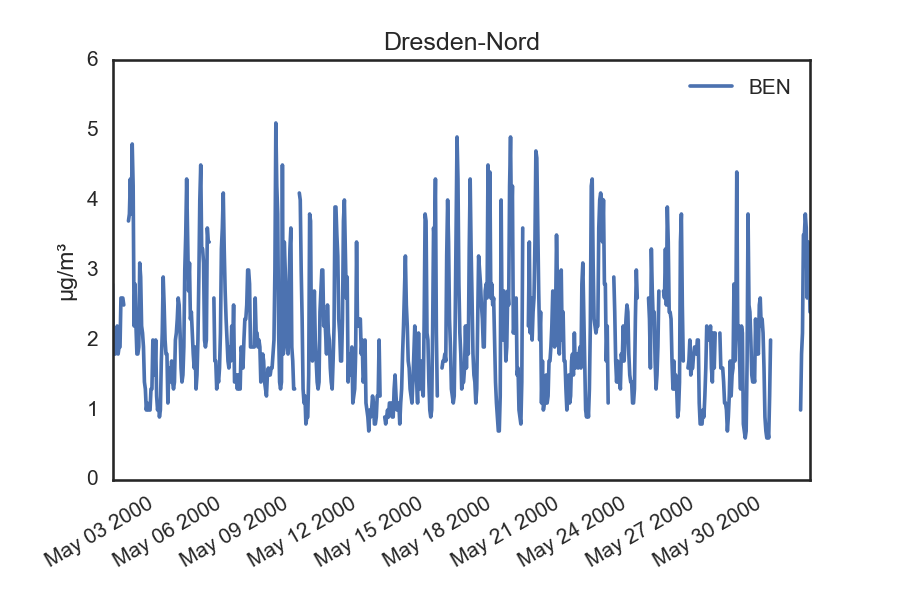 Dresden-Nord
BEN
µg/m³
6
5
4
3
2
1
0
May 03 2000
May 06 2000
May 09 2000
May 12 2000
May 15 2000
May 18 2000
May 21 2000
May 24 2000
May 27 2000
May 30 2000